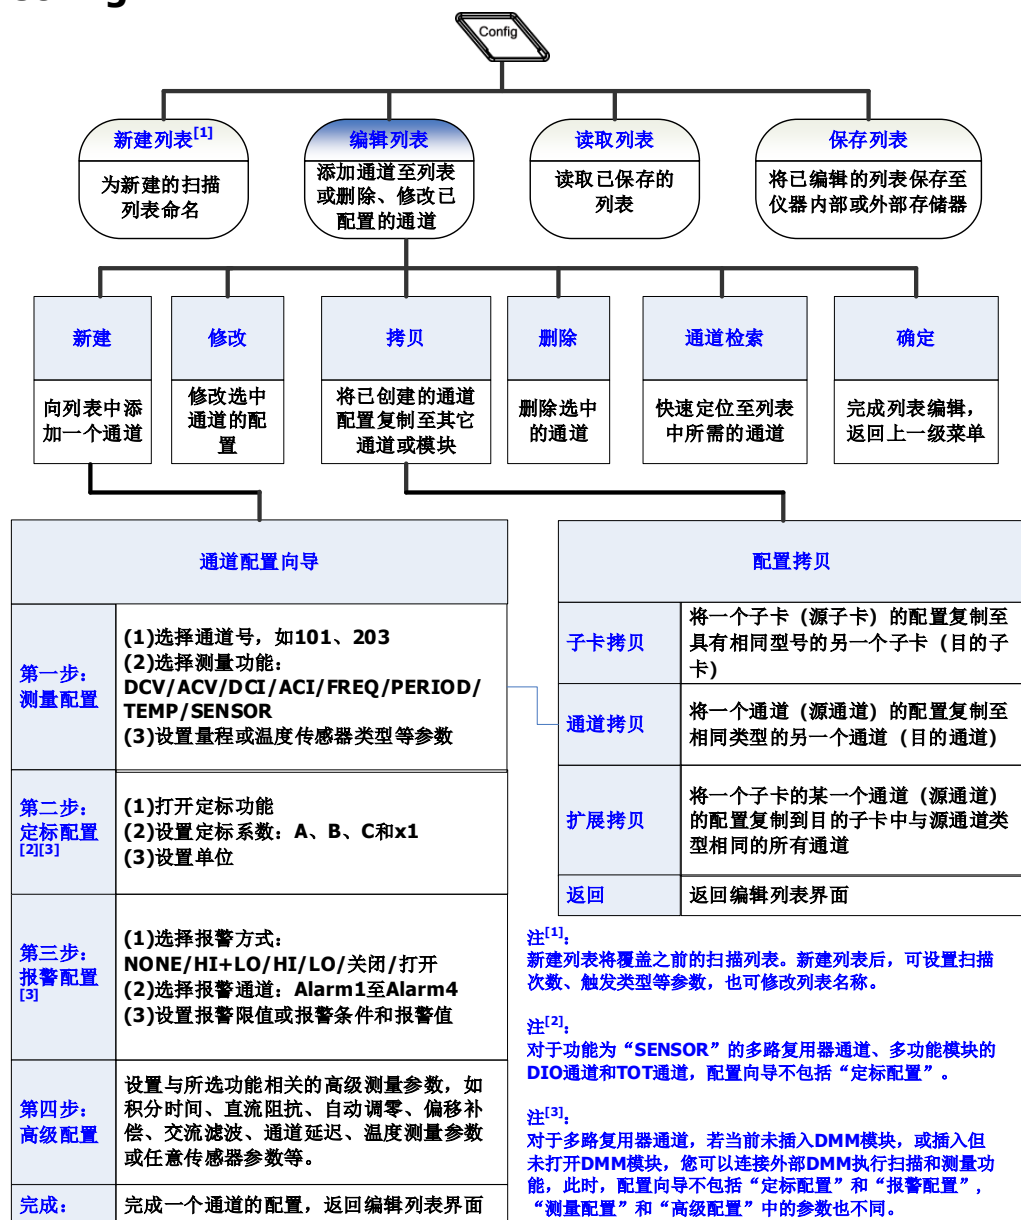 Config
新建列表[1]
为新建的扫描
列表命名
编辑列表
添加通道至列表
或删除、修改已
配置的通道
读取列表
读取已保存的
列表
保存列表
将已编辑的列表保存至
仪器内部或外部存储器
新建
向列表中添
加一个通道
修改
修改选中
通道的配
置
拷贝
将已创建的通道
配置复制至其它
通道或模块
删除
删除选中
的通道
通道检索
快速定位至列表
中所需的通道
确定
完成列表编辑，
返回上一级菜单
通道配置向导
第一步：
测量配置
(1)选择通道号，如101、203
(2)选择测量功能：
DCV/ACV/DCI/ACI/FREQ/PERIOD/
TEMP/SENSOR
(3)设置量程或温度传感器类型等参数
第二步：
定标配置
[2][3]
(1)打开定标功能
(2)设置定标系数：A、B、C和x1
(3)设置单位
第三步：
报警配置
[3]
(1)选择报警方式：
NONE/HI+LO/HI/LO/关闭/打开
(2)选择报警通道：Alarm1至Alarm4
(3)设置报警限值或报警条件和报警值
第四步：
高级配置
设置与所选功能相关的高级测量参数，如
积分时间、直流阻抗、自动调零、偏移补
偿、交流滤波、通道延迟、温度测量参数
或任意传感器参数等。
完成：
完成一个通道的配置，返回编辑列表界面
配置拷贝
子卡拷贝
将一个子卡（源子卡）的配置复制至
具有相同型号的另一个子卡（目的子
卡）
通道拷贝
将一个通道（源通道）的配置复制至
相同类型的另一个通道（目的通道）
扩展拷贝
将一个子卡的某一个通道（源通道）
的配置复制到目的子卡中与源通道类
型相同的所有通道
返回
返回编辑列表界面
注[1]：
新建列表将覆盖之前的扫描列表。新建列表后，可设置扫描
次数、触发类型等参数，也可修改列表名称。
注[2]：
对于功能为“SENSOR”的多路复用器通道、多功能模块的
DIO通道和TOT通道，配置向导不包括“定标配置”。
注[3]：
对于多路复用器通道，若当前未插入DMM模块，或插入但
未打开DMM模块，您可以连接外部DMM执行扫描和测量功
能，此时，配置向导不包括“定标配置”和“报警配置”，
“测量配置”和“高级配置”中的参数也不同。